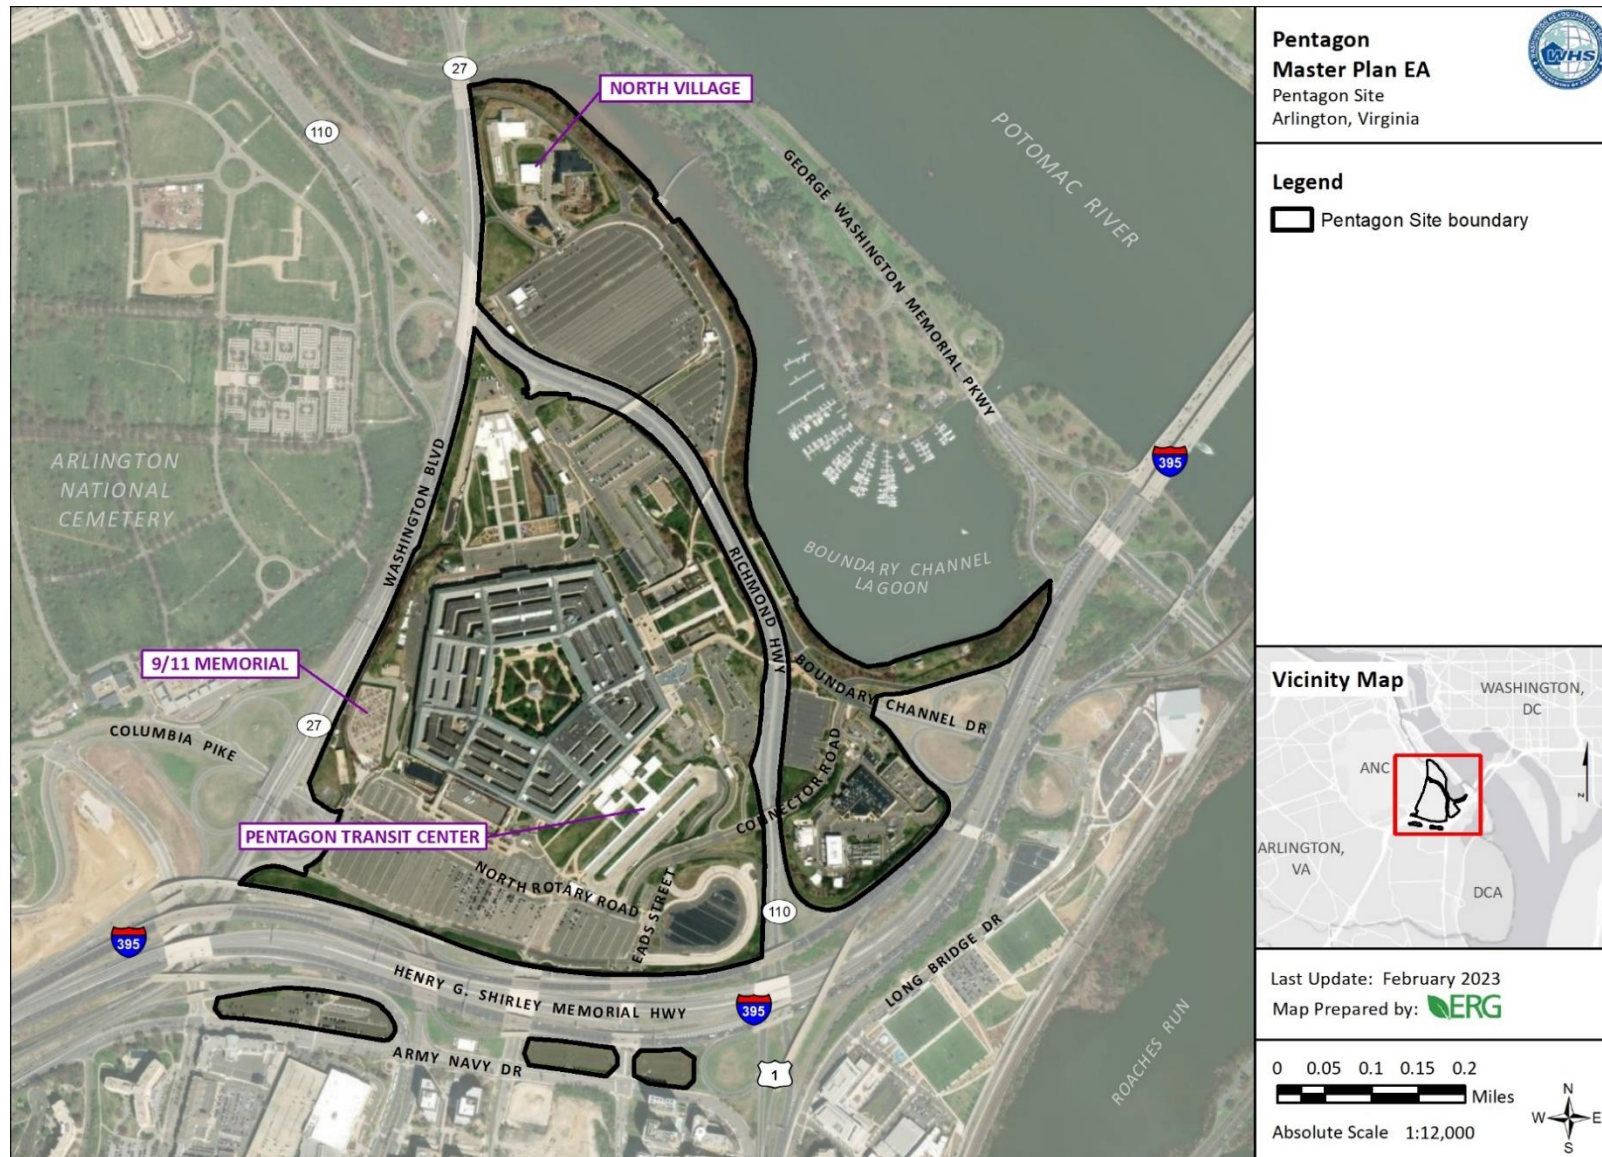 27
NORTH VILLAGE
110
POTOMAC RIVER
GEORGE WASHINGTON MEMORIAL PKWY
395
ARLINGTON
NATIONAL
CEMETERY
WASHINGTON BLVD
RICHMOND HWY
BOUNDARY CHANNEL
LAGOON
9/11 MEMORIAL
27
COLUMBIA PIKE
BOUNDARY CHANNEL DR
CONNECTOR ROAD
PENTAGON TRANSIT CENTER
NORTH ROTARY ROAD
EADS STREET
110
395
HENRY G. SHIRLEY MEMORIAL HWY
395
LONG BRIDGE DR
ARMY NAVY DR
1
ROACHES RUN
Pentagon
Master Plan EA
Pentagon Site
Arlington, Virginia
WHS
Legend
Pentagon Site boundary
Vicinity Map
WASHINGTON,
DC
ANC
ARLINGTON,
VA
DCA
N
Last Update: February 2023
Map Prepared by: ERG
0 0.05 0.1 0.15 0.2
Miles
Absolute Scale 1:12,000
N
W E
S